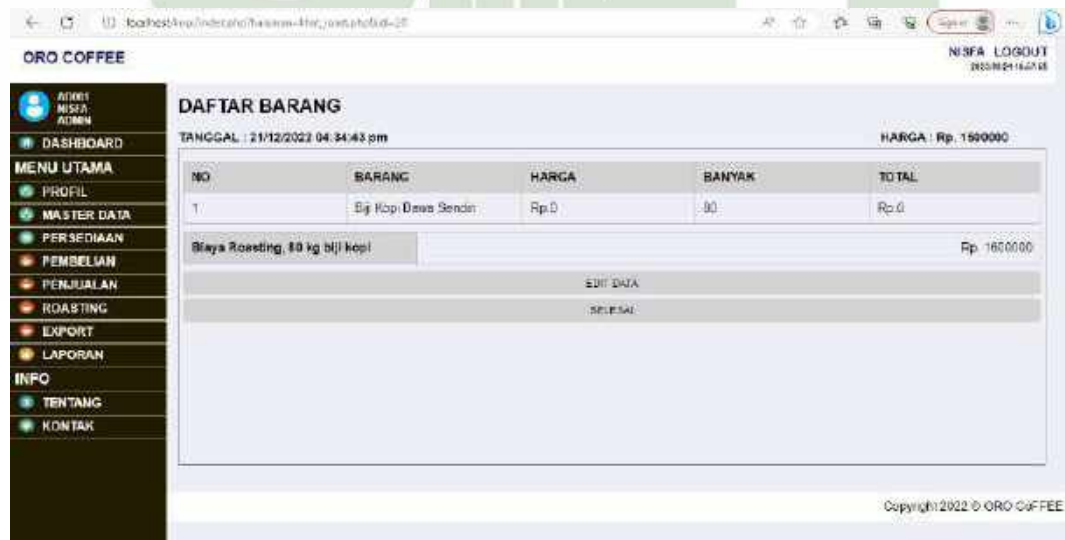 ORO COFFEE
NISFA LOGOUT
AD001
NISFA
ADMIN
DASHBOARD
MENU UTAMA
PROFIL
MASTER DATA
PERSEDIAAN
PEMBELIAN
PENJUALAN
ROASTING
EXPORT
LAPORAN
INFO
TENTANG
KONTAK
DAFTAR BARANG
TANGGAL : 21/12/2022 04:34:43 pm
HARGA : Rp. 1600000
NO BARANG HARGA BANYAK TOTAL
1 Biji Kopi Bawa Sendiri Rp.0 80 Rp.0
Biaya Roasting, 80 kg biji kopi Rp. 1600000
EDIT DATA
SELESAI
Copyright 2022 © ORO CoFFEE